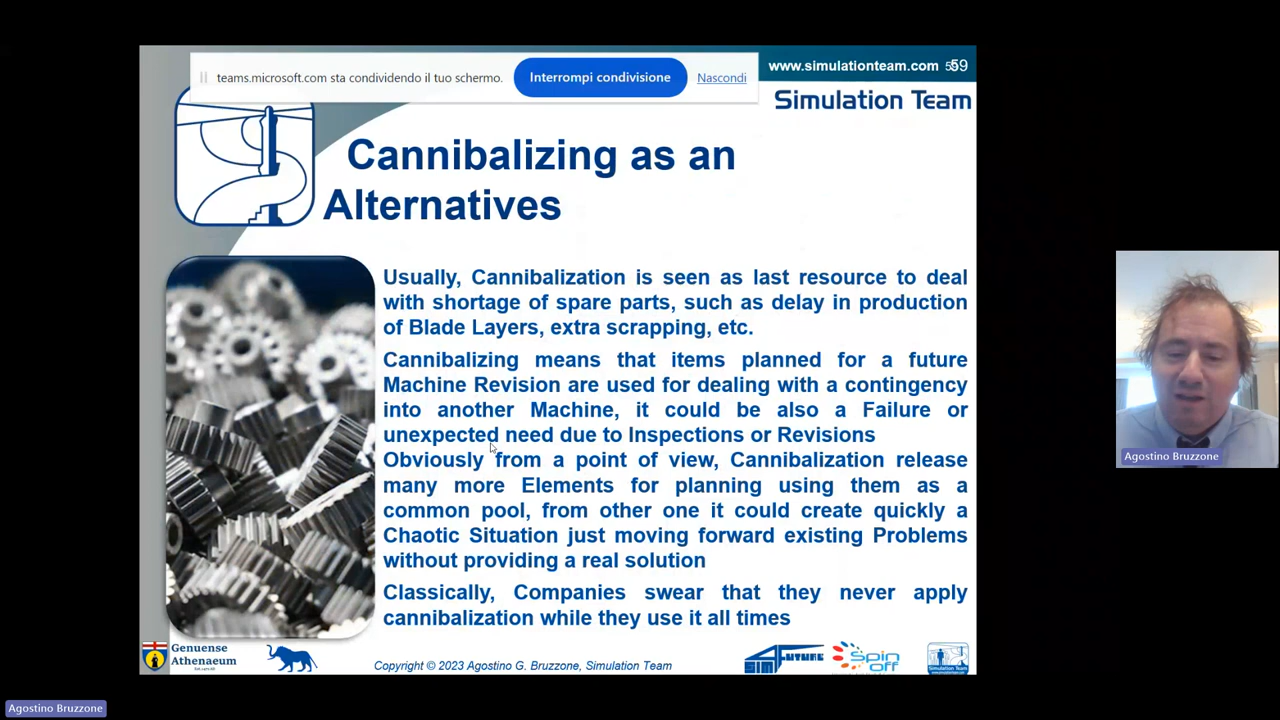 teams.microsoft.com sta condividendo il tuo schermo.
Interrompi condivisione
Nascondi
www.simulationteam.com
59
Simulation Team
Cannibalizing as an
Alternatives
Usually, Cannibalization is seen as last resource to deal
with shortage of spare parts, such as delay in production
of Blade Layers, extra scrapping, etc.
Cannibalizing means that items planned for a future
Machine Revision are used for dealing with a contingency
into another Machine, it could be also a Failure or
unexpected need due to Inspections or Revisions
Obviously from a point of view, Cannibalization release
many more Elements for planning using them as a
common pool, from other one it could create quickly a
Chaotic Situation just moving forward existing Problems
without providing a real solution
Classically, Companies swear that they never apply
cannibalization while they use it all times
Genuense
Athenaeum
Copyright © 2023 Agostino G. Bruzzone, Simulation Team
SIM FUTURE
Spin
Off
Simulation Team
Agostino Bruzzone
Agostino Bruzzone